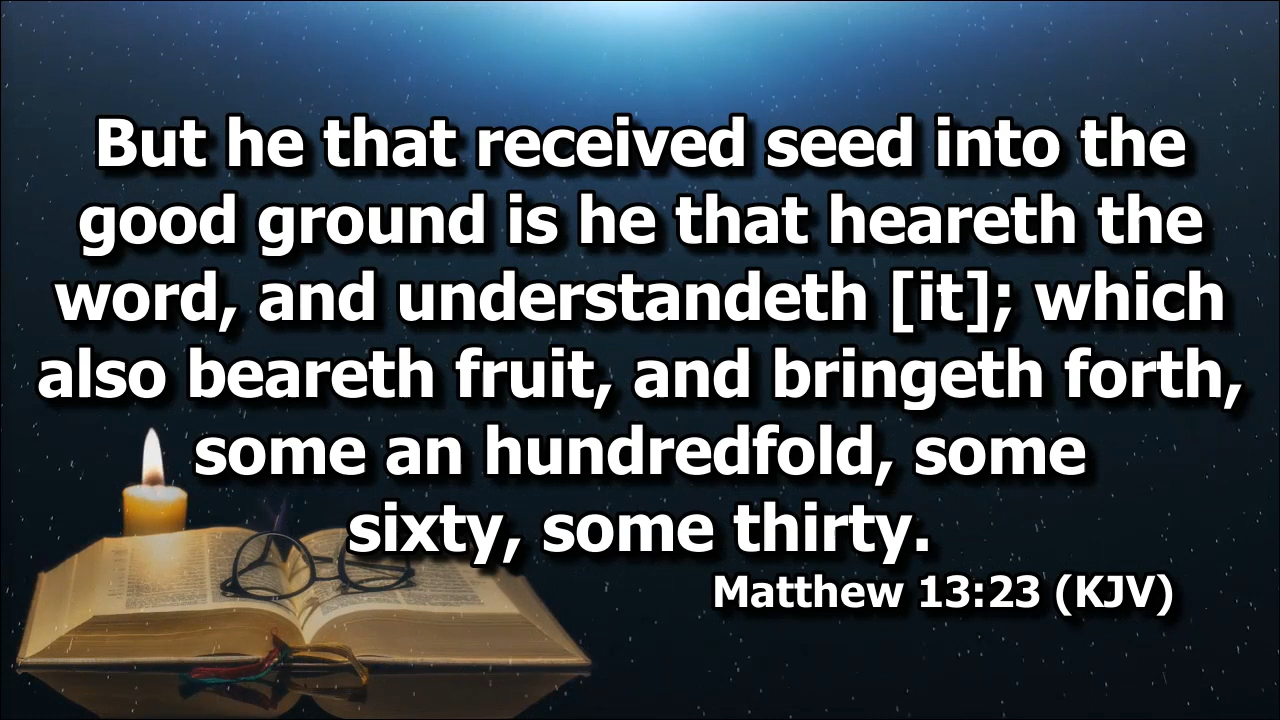 But he that received seed into the
good ground is he that heareth the
word, and understandeth [it]; which
also beareth fruit, and bringeth forth,
some an hundredfold, some
sixty, some thirty.
Matthew 13:23 (KJV)